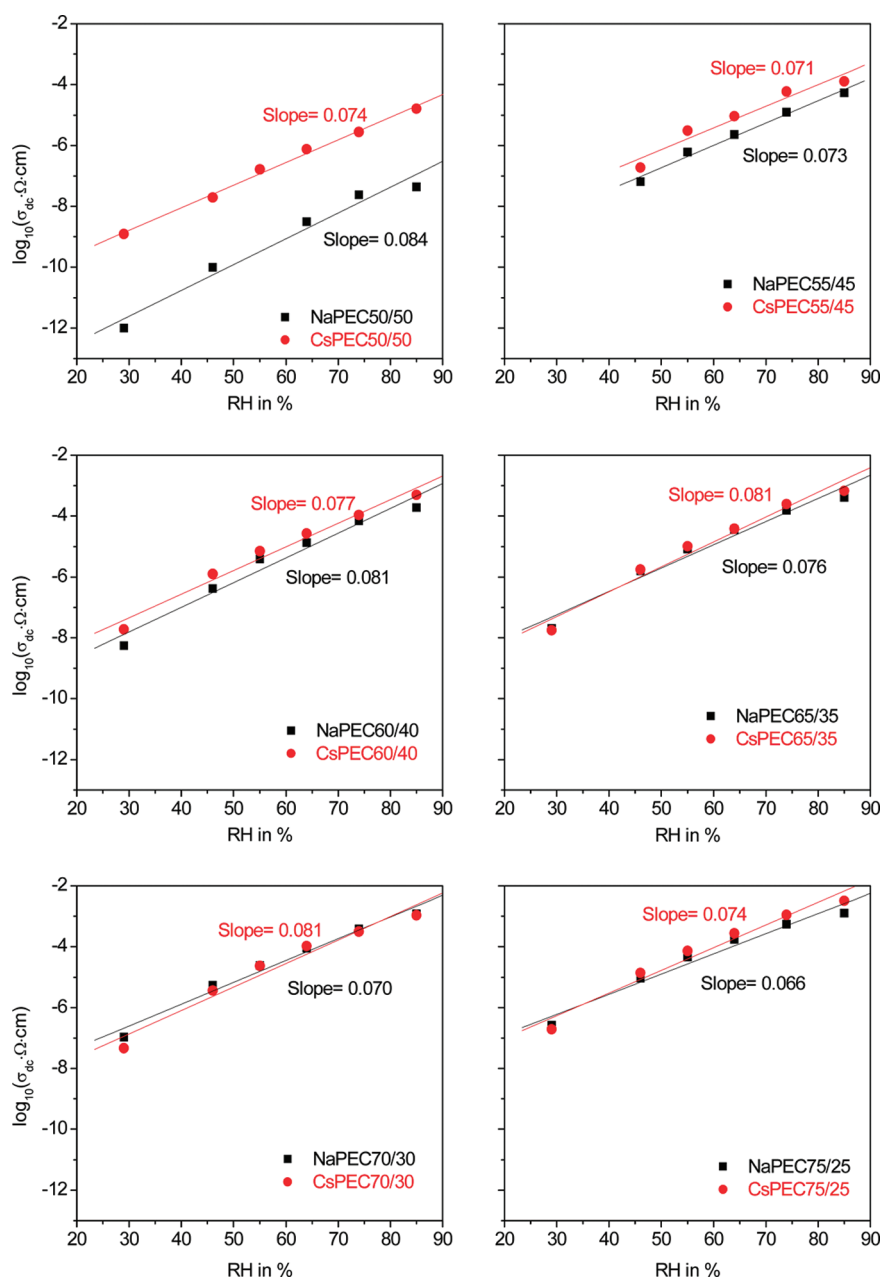 -2
-4
-6
-8
-10
-12
log10(σdc·Ω·cm)
Slope= 0.074
Slope= 0.084
NaPEC50/50
CsPEC50/50
20 30 40 50 60 70 80 90
RH in %
Slope= 0.071
Slope= 0.073
NaPEC55/45
CsPEC55/45
20 30 40 50 60 70 80 90
RH in %
-2
-4
-6
-8
-10
-12
log10(σdc·Ω·cm)
Slope= 0.077
Slope= 0.081
NaPEC60/40
CsPEC60/40
20 30 40 50 60 70 80 90
RH in %
Slope= 0.081
Slope= 0.076
NaPEC65/35
CsPEC65/35
20 30 40 50 60 70 80 90
RH in %
-2
-4
-6
-8
-10
-12
log10(σdc·Ω·cm)
Slope= 0.081
Slope= 0.070
NaPEC70/30
CsPEC70/30
20 30 40 50 60 70 80 90
RH in %
Slope= 0.074
Slope= 0.066
NaPEC75/25
CsPEC75/25
20 30 40 50 60 70 80 90
RH in %